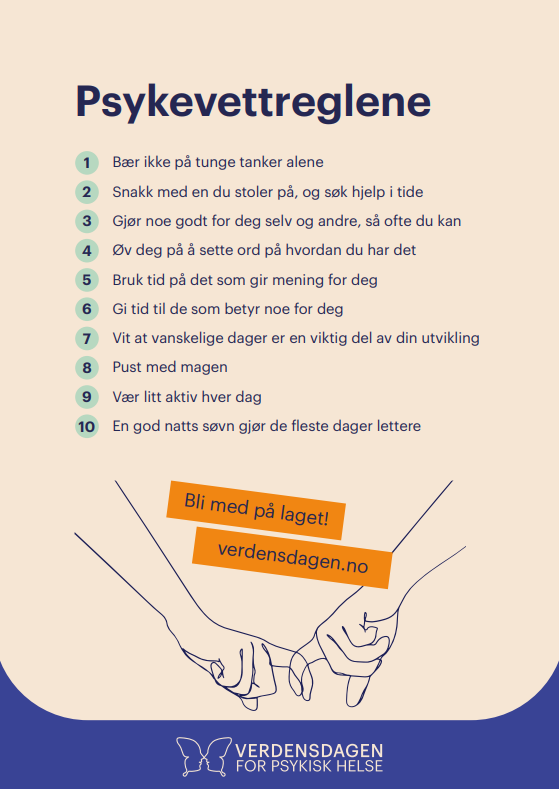 Psykevettreglene
1 Bær ikke på tunge tanker alene
2 Snakk med en du stoler på, og søk hjelp i tide
3 Gjør noe godt for deg selv og andre, så ofte du kan
4 Øv deg på å sette ord på hvordan du har det
5 Bruk tid på det som gir mening for deg
6 Gi tid til de som betyr noe for deg
7 Vit at vanskelige dager er en viktig del av din utvikling
8 Pust med magen
9 Vær litt aktiv hver dag
10 En god natts søvn gjør de fleste dager lettere
Bli med på laget!
verdensdagen.no
VERDENSDAGEN
FOR PSYKISK HELSE